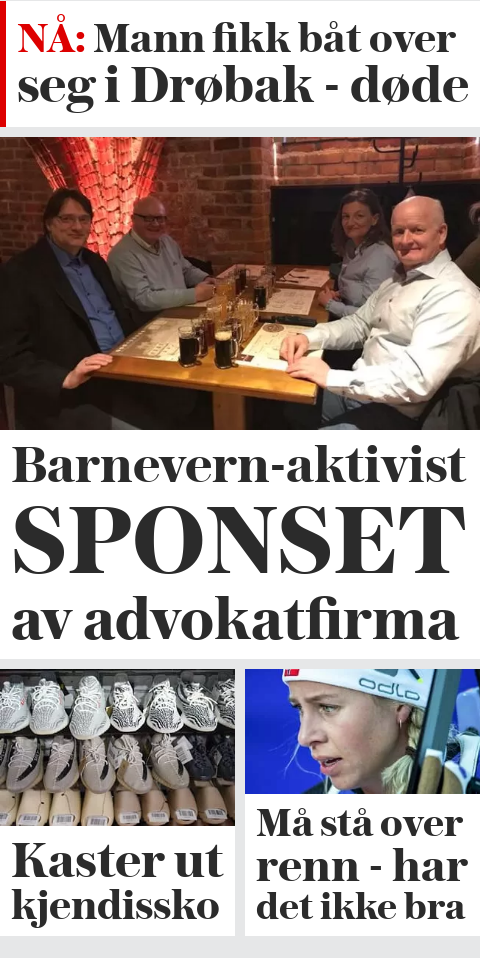 NÅ: Mann fikk båt over
seg i Drøbak - døde
Barnevern-aktivist
SPONSET
av advokatfirma
Kaster ut
kjendissko
odlo
Må stå over
renn - har
det ikke bra